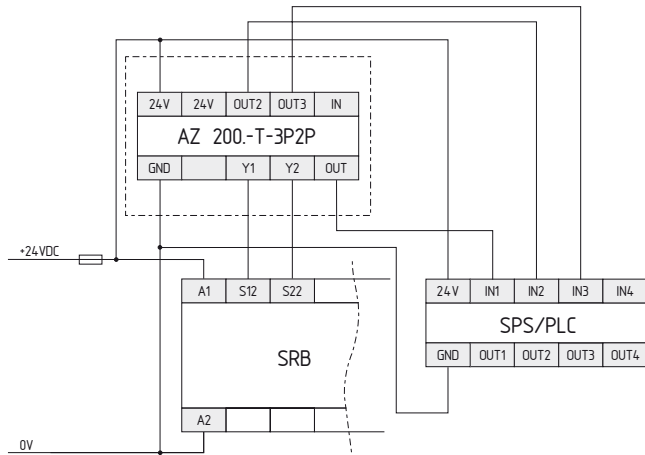 24V 24V OUT2 OUT3 IN
AZ 200.-T-3P2P
GND Y1 Y2 OUT
+24VDC
A1 S12 S22
24V IN1 IN2 IN3 IN4
SPS/PLC
SRB
GND OUT1 OUT2 OUT3 OUT4
A2
0V